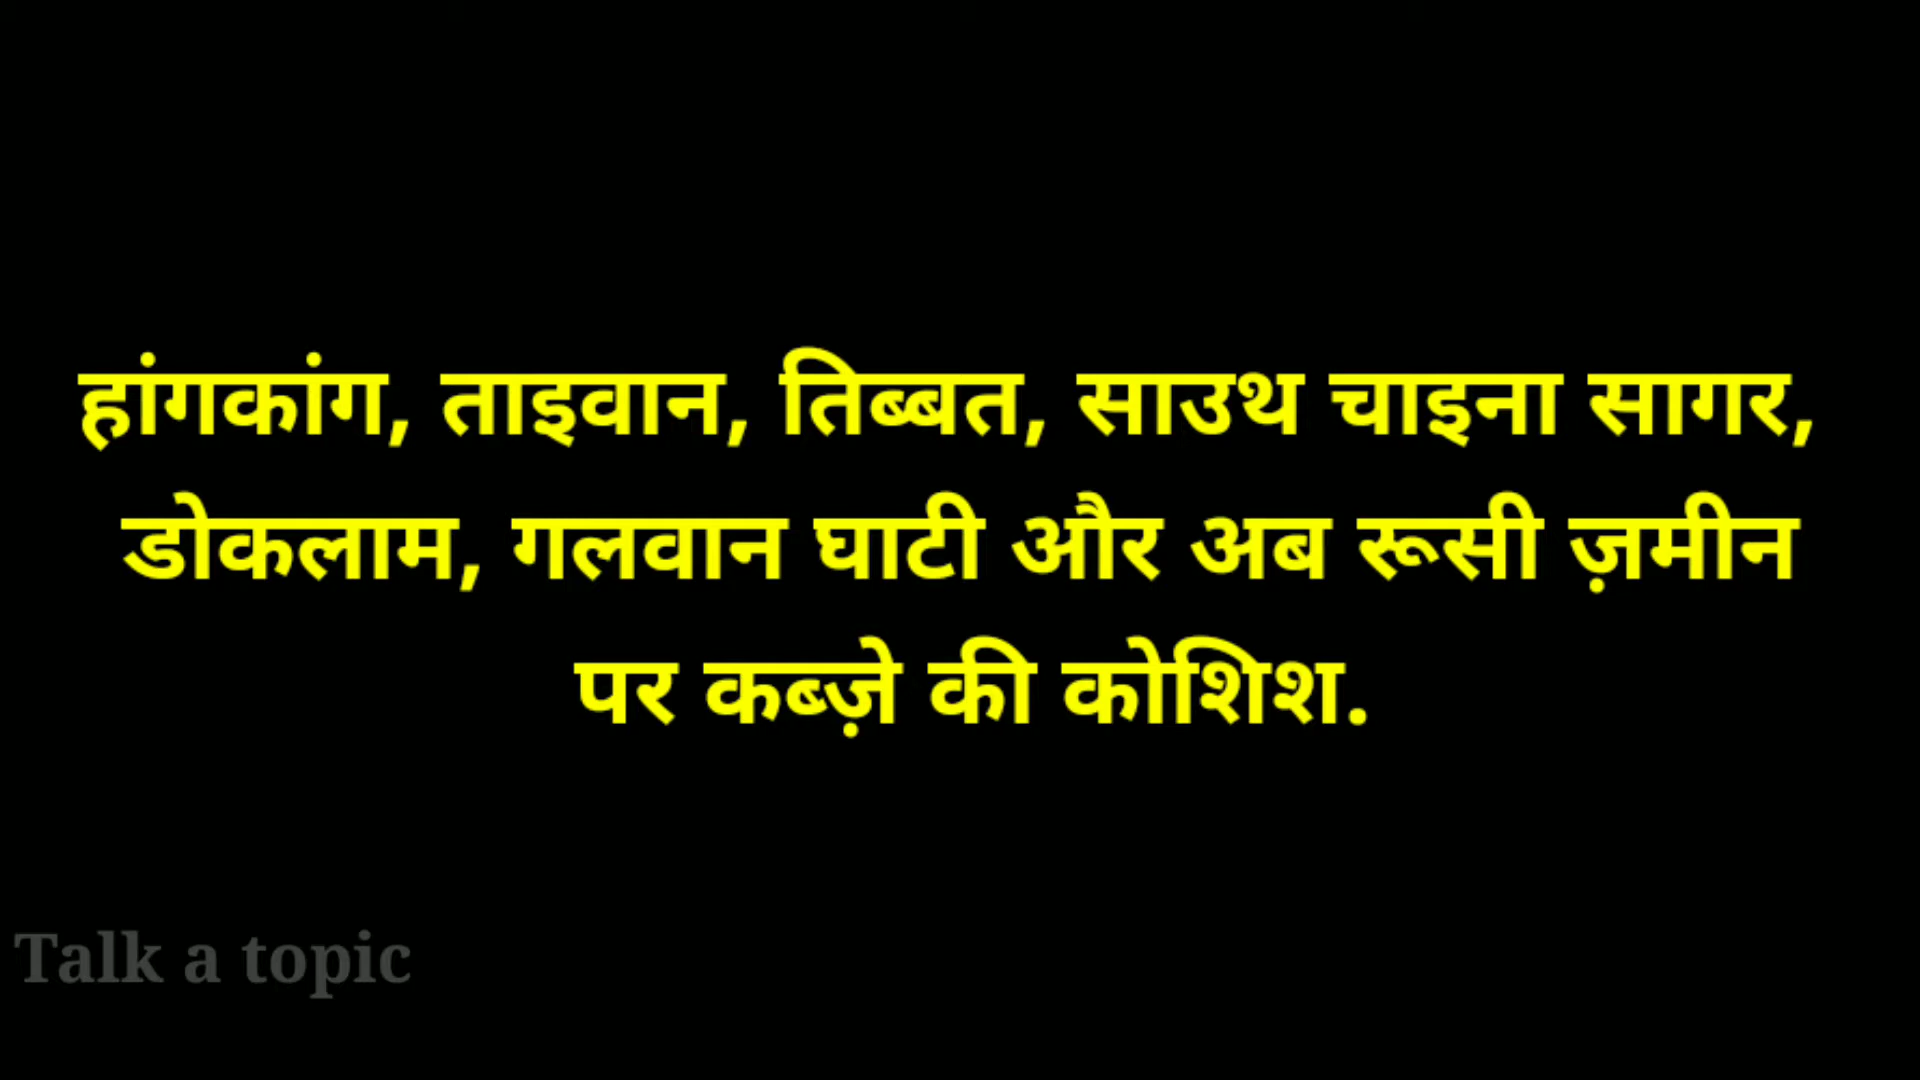 हांगकांग, ताइवान, तिब्बत, साउथ चाइना सागर,
डोकलाम, गलवान घाटी और अब रूसी ज़मीन
पर कब्ज़े की कोशिश.
Talk a topic